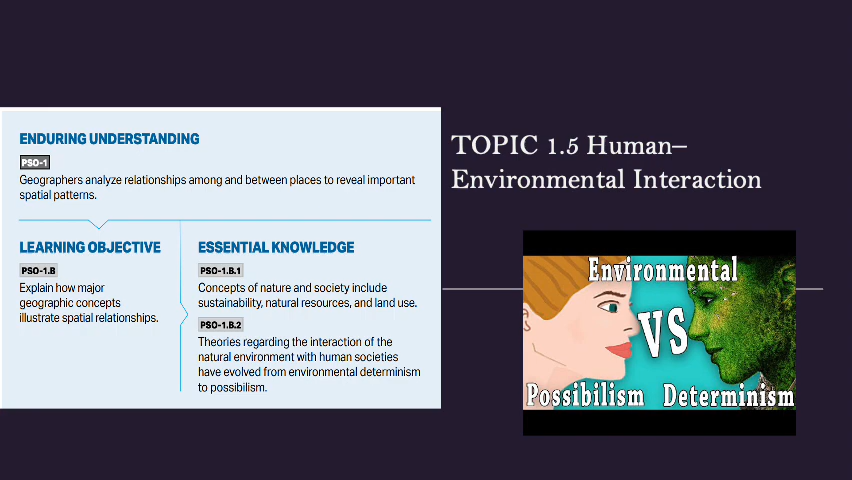 ENDURING UNDERSTANDING
PSO-1
Geographers analyze relationships among and between places to reveal important
spatial patterns.
LEARNING OBJECTIVE
PSO-1.B
Explain how major
geographic concepts
illustrate spatial relationships.
ESSENTIAL KNOWLEDGE
PSO-1.B.1
Concepts of nature and society include
sustainability, natural resources, and land use.
PSO-1.B.2
Theories regarding the interaction of the
natural environment with human societies
have evolved from environmental determinism
to possibilism.
TOPIC 1.5 Human–
Environmental Interaction
Environmental
VS
Possibilism Determinism